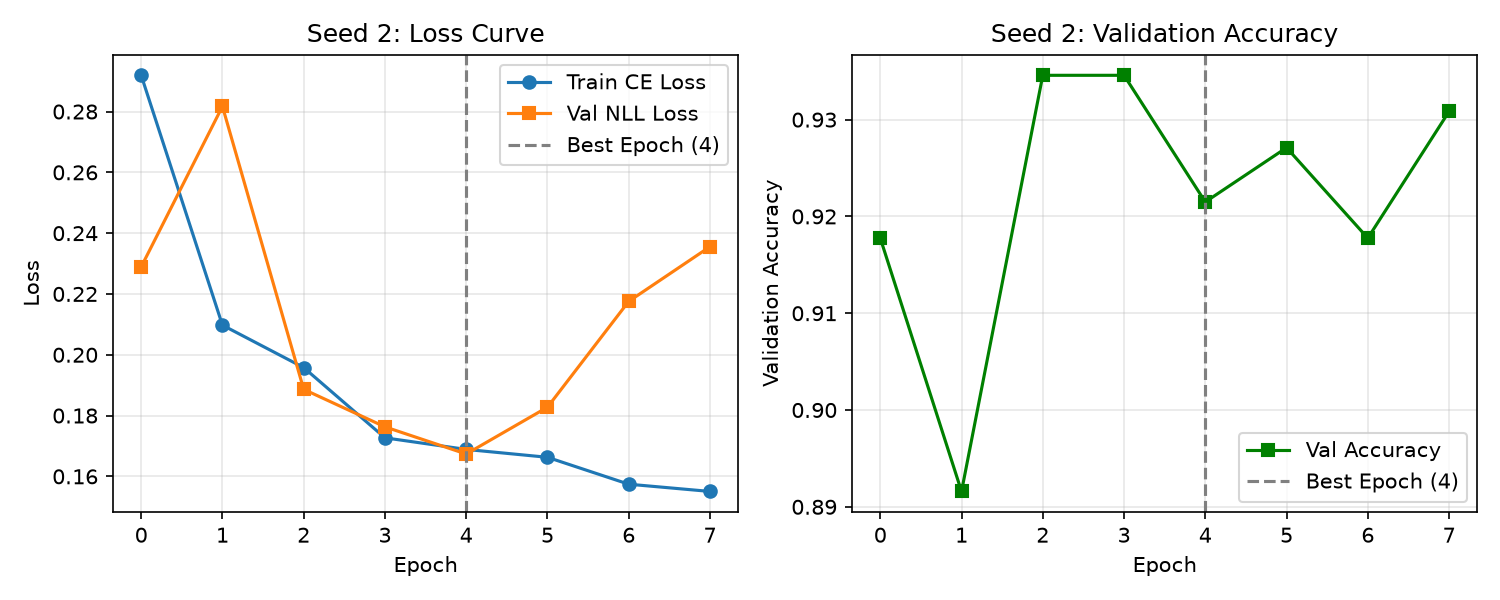 Seed 2: Loss Curve
Loss
0.28
0.26
0.24
0.22
0.20
0.18
0.16
0 1 2 3 4 5 6 7
Epoch
Train CE Loss
Val NLL Loss
Best Epoch (4)
Seed 2: Validation Accuracy
Validation Accuracy
0.93
0.92
0.91
0.90
0.89
0 1 2 3 4 5 6 7
Epoch
Val Accuracy
Best Epoch (4)